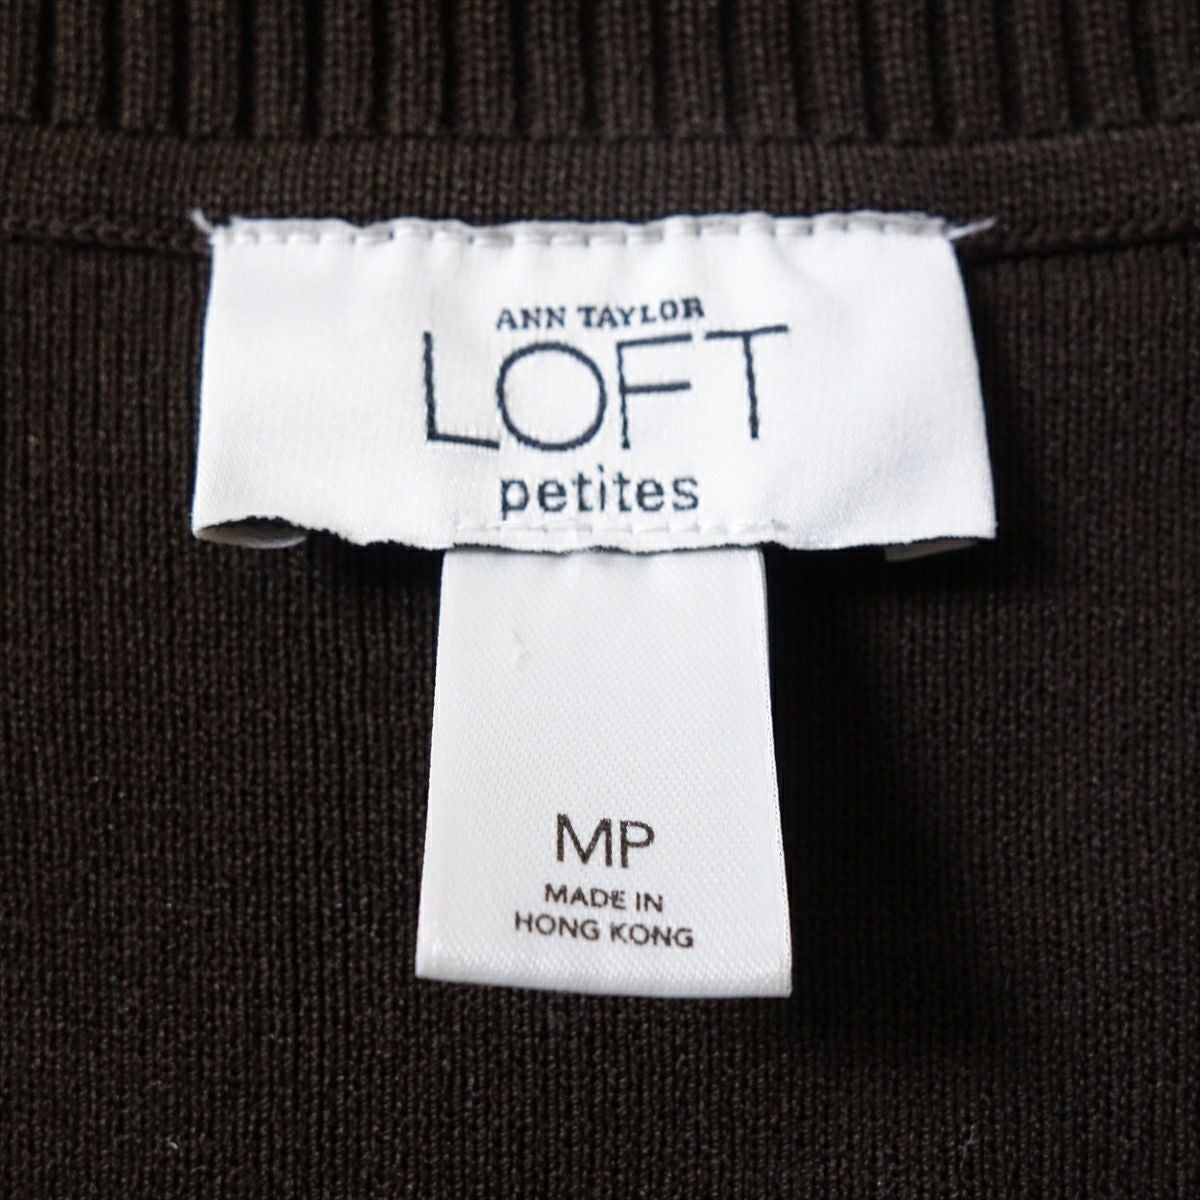 ANN TAYLOR
LOFT
petites
MP
MADE IN
HONG KONG